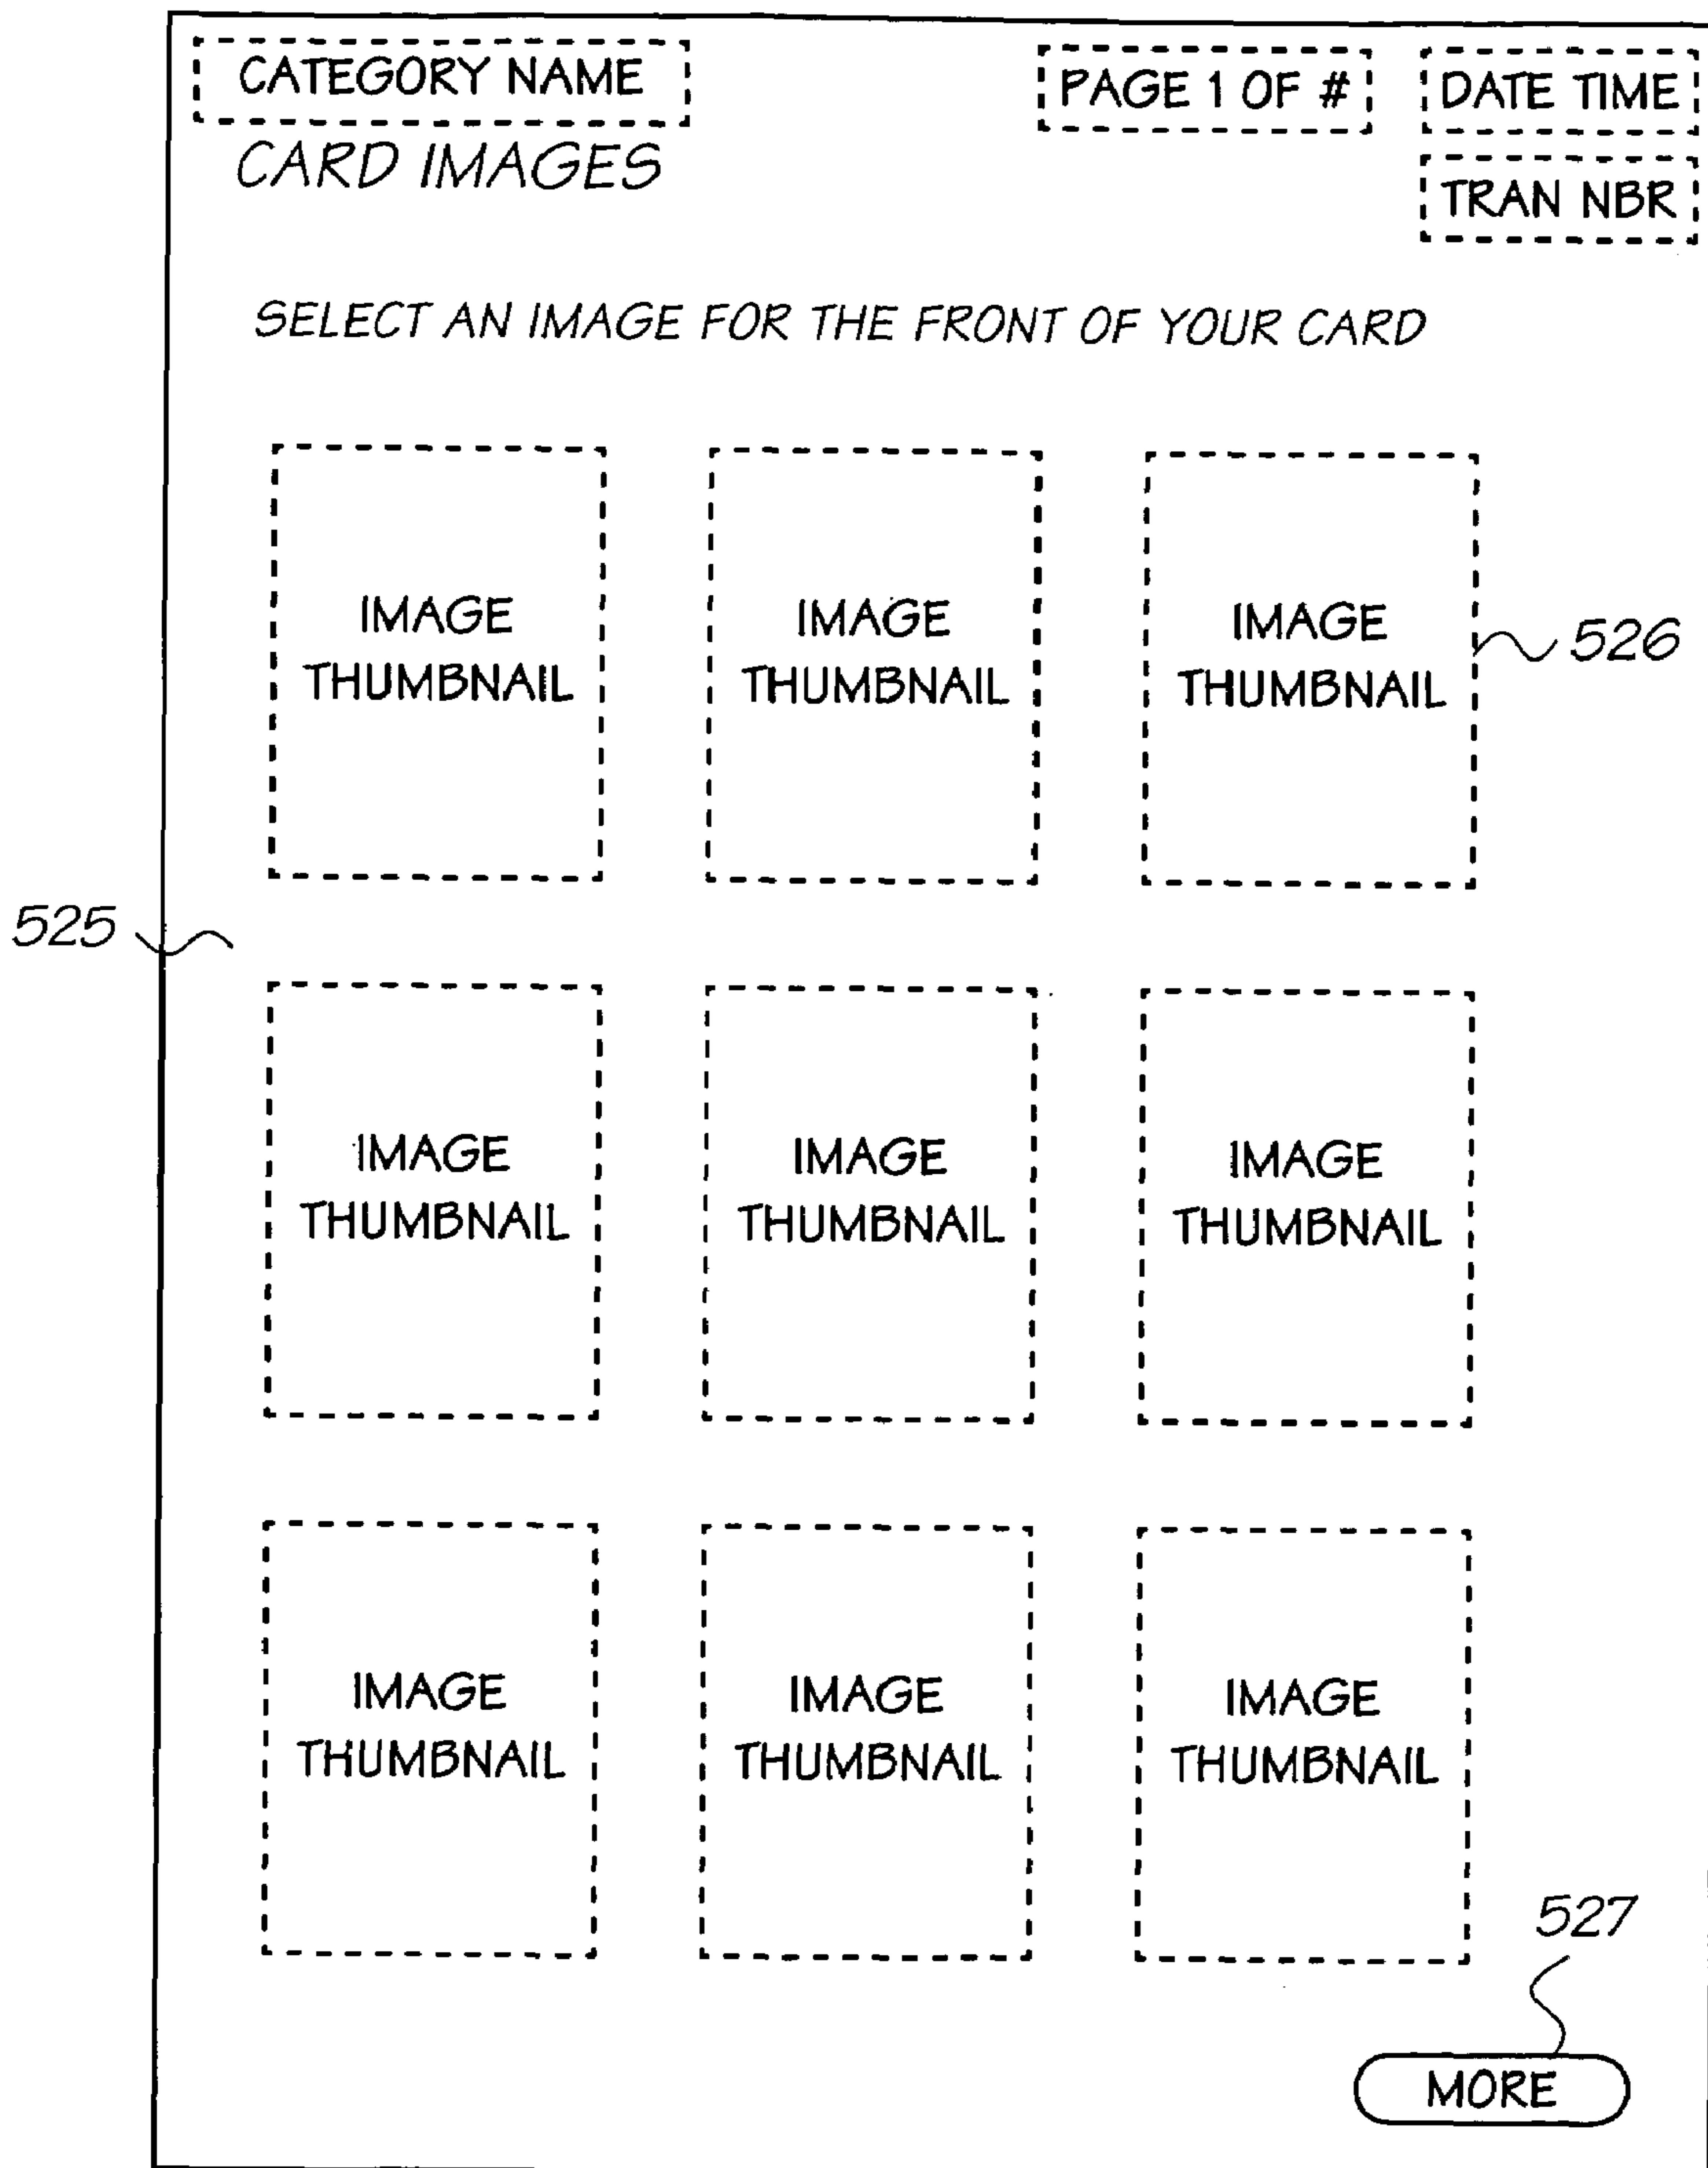 CATEGORY NAME
PAGE 1 OF #
DATE TIME
CARD IMAGES
TRAN NBR
SELECT AN IMAGE FOR THE FRONT OF YOUR CARD
IMAGE
THUMBNAIL
IMAGE
THUMBNAIL
IMAGE
THUMBNAIL
526
525
IMAGE
THUMBNAIL
IMAGE
THUMBNAIL
IMAGE
THUMBNAIL
IMAGE
THUMBNAIL
IMAGE
THUMBNAIL
IMAGE
THUMBNAIL
527
MORE